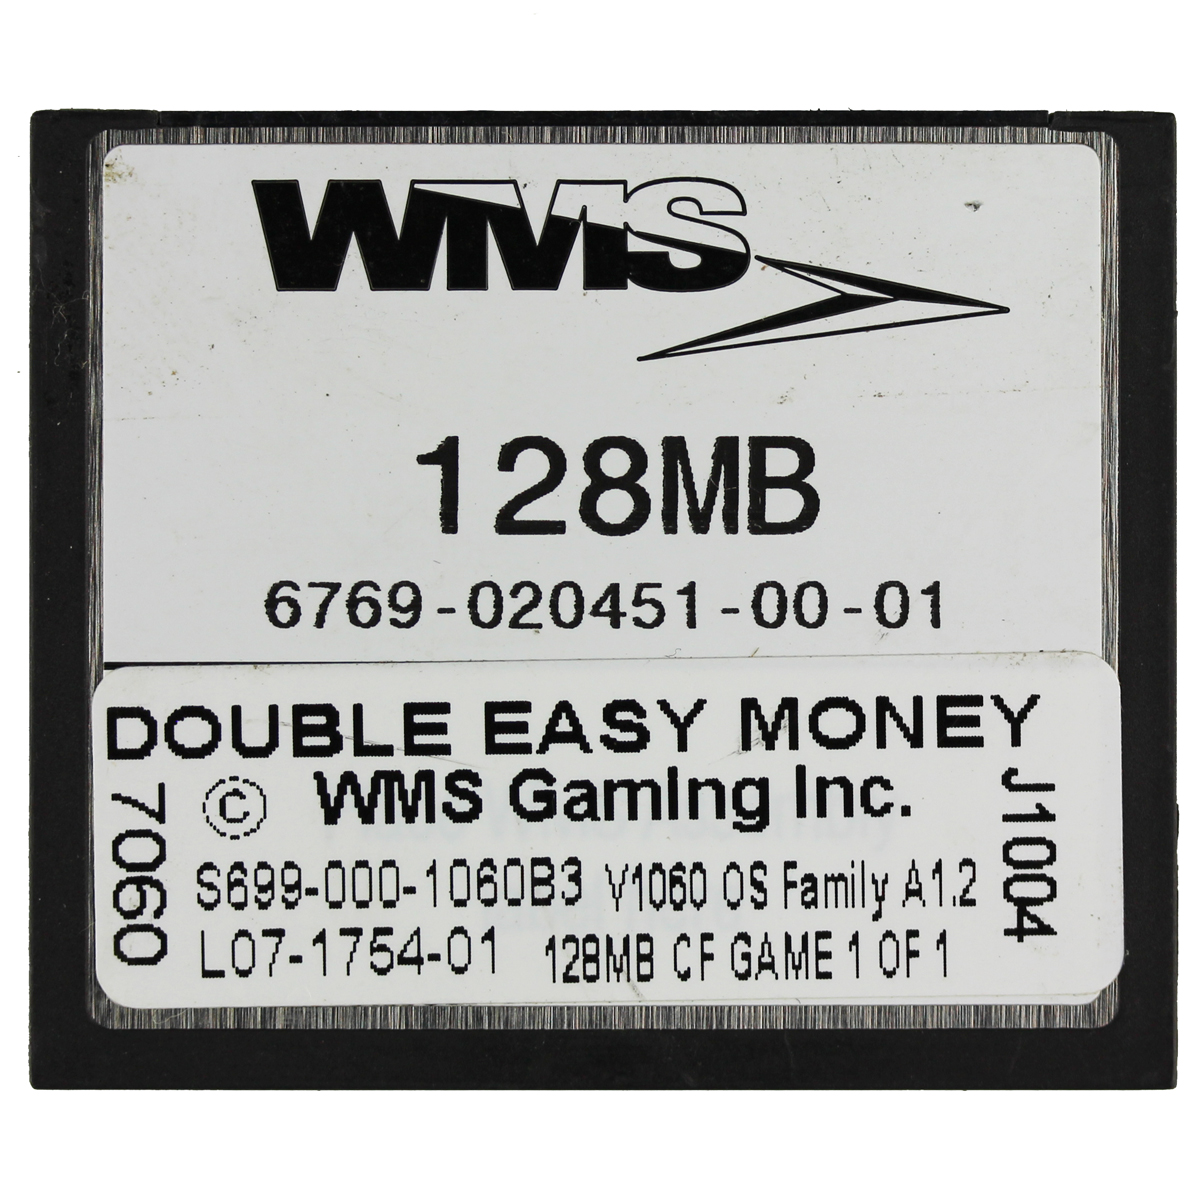 WMS
128MB
6769-020451-00-01
DOUBLE EASY MONEY
© WMS Gaming Inc.
7060
J1004
S699-000-1060B3 V1060 OS Family A1.2
L07-1754-01 128MB CF GAME 1 OF 1